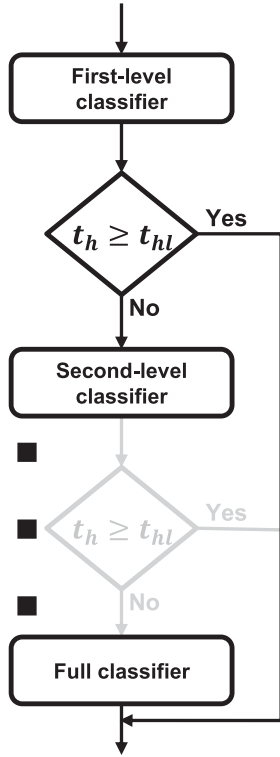 First-level
classifier
t_h ≥ t_hl
Yes
No
Second-level
classifier
t_h ≥ t_hl
Yes
No
Full classifier